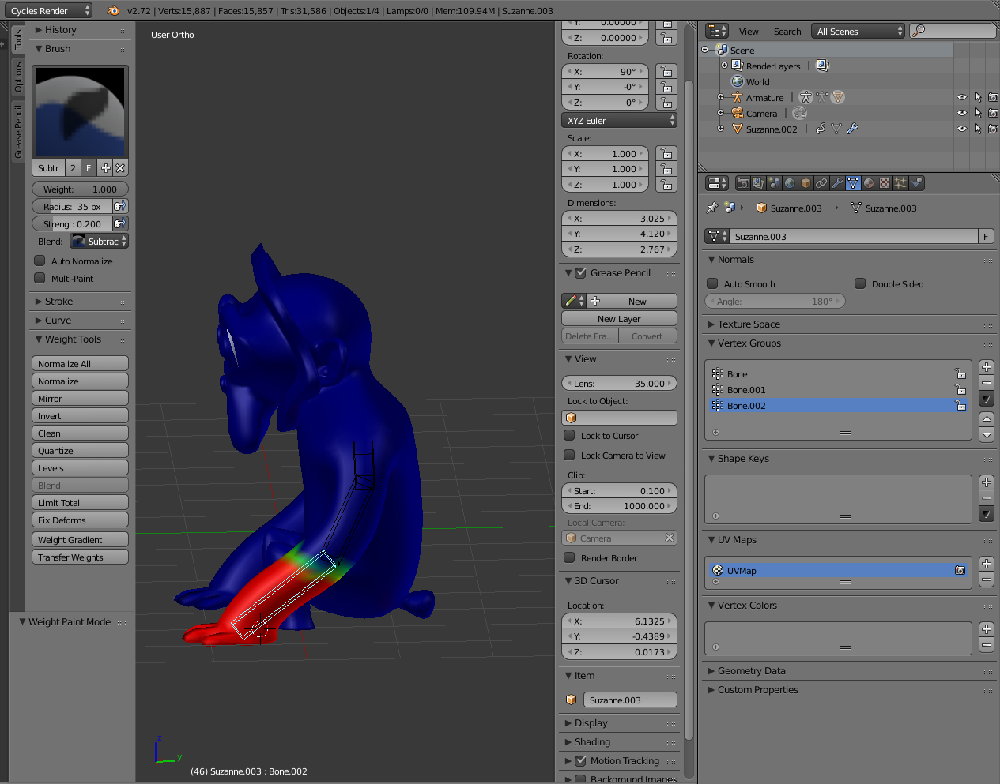 Cycles Render
v2.72 | Verts:15,887 | Faces:15,857 | Tris:31,586 | Objects:1/4 | Lamps:0/0 | Mem:109.94M | Suzanne.003
Tools
Options
Grease Pencil
History
Brush
Subtr
2
F
Weight: 1.000
Radius: 35 px
Strengt: 0.200
Blend:
Subtrac
Auto Normalize
Multi-Paint
Stroke
Curve
Weight Tools
Normalize All
Normalize
Mirror
Invert
Clean
Quantize
Levels
Blend
Limit Total
Fix Deforms
Weight Gradient
Transfer Weights
Weight Paint Mode
User Ortho
z
y
(46) Suzanne.003 : Bone.002
Y: 0.00000
Z: 0.00000
Rotation:
X: 90°
Y: -0°
Z: 0°
XYZ Euler
Scale:
X: 1.000
Y: 1.000
Z: 1.000
Dimensions:
X: 3.025
Y: 4.120
Z: 2.767
Grease Pencil
New
New Layer
Delete Fra...
Convert
View
Lens: 35.000
Lock to Object:
Lock to Cursor
Lock Camera to View
Clip:
Start: 0.100
End: 1000.000
Local Camera:
Camera
Render Border
3D Cursor
Location:
X: 6.1325
Y: -0.4389
Z: 0.0173
Item
Suzanne.003
Display
Shading
Motion Tracking
Background Images
View
Search
All Scenes
Scene
RenderLayers
World
Armature
Camera
Suzanne.002
Suzanne.003
Suzanne.003
Suzanne.003
F
Normals
Auto Smooth
Double Sided
Angle: 180°
Texture Space
Vertex Groups
Bone
Bone.001
Bone.002
Shape Keys
UV Maps
UVMap
Vertex Colors
Geometry Data
Custom Properties